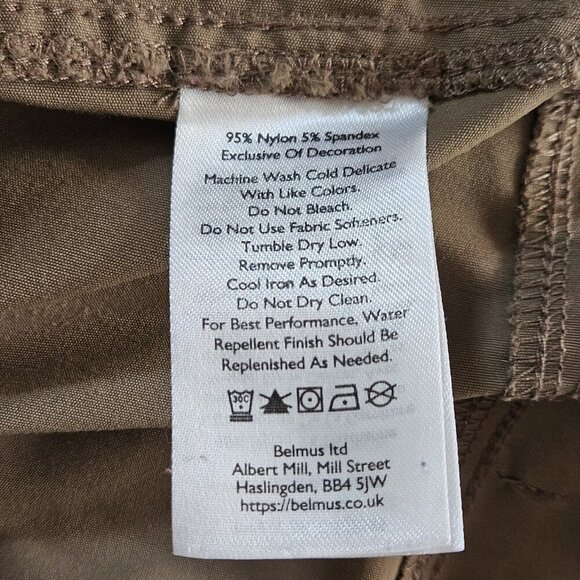 95% Nylon 5% Spandex
Exclusive Of Decoration
Machine Wash Cold Delicate
With Like Colors.
Do Not Bleach.
Do Not Use Fabric Softeners.
Tumble Dry Low.
Remove Promptly.
Cool Iron As Desired.
Do Not Dry Clean.
For Best Performance, Water
Repellent Finish Should Be
Replenished As Needed.
30C
Belmus ltd
Albert Mill, Mill Street
Haslingden, BB4 5JW
https://belmus.co.uk